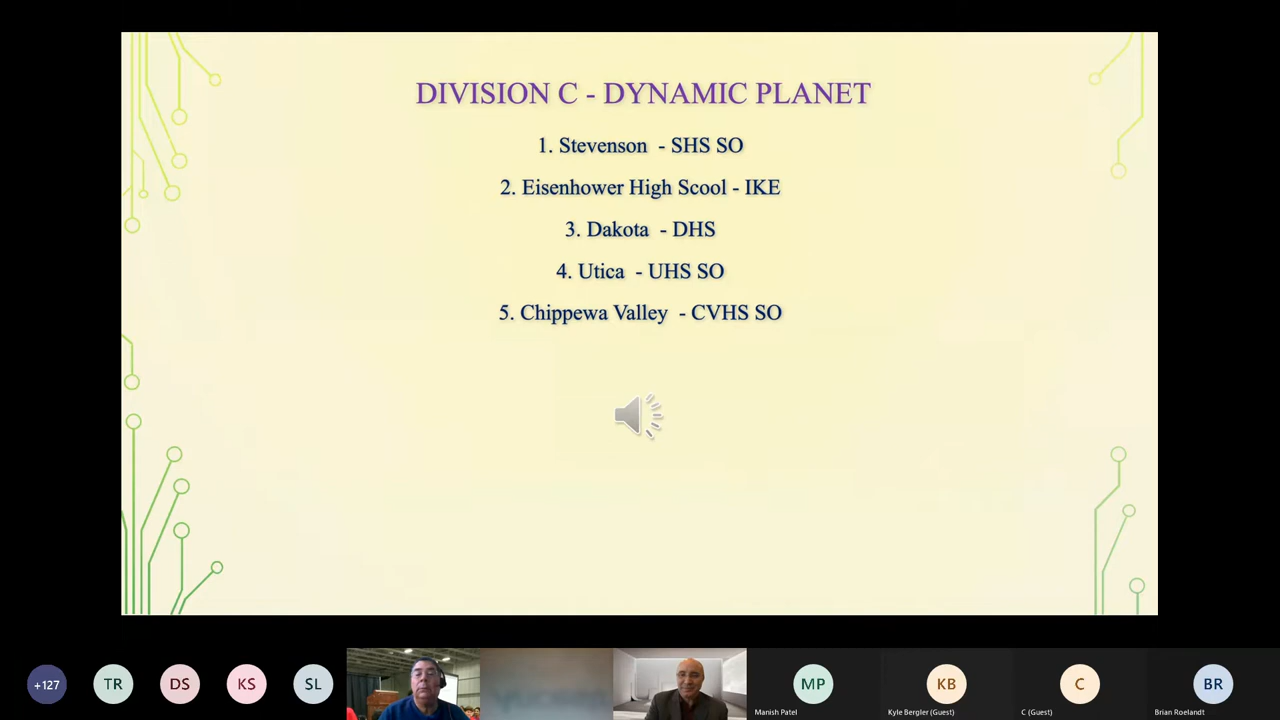 DIVISION C - DYNAMIC PLANET
1. Stevenson - SHS SO
2. Eisenhower High Scool - IKE
3. Dakota - DHS
4. Utica - UHS SO
5. Chippewa Valley - CVHS SO
+127
TR
DS
KS
SL
MP
KB
C
BR
Manish Patel
Kyle Bergler (Guest)
C (Guest)
Brian Roelandt